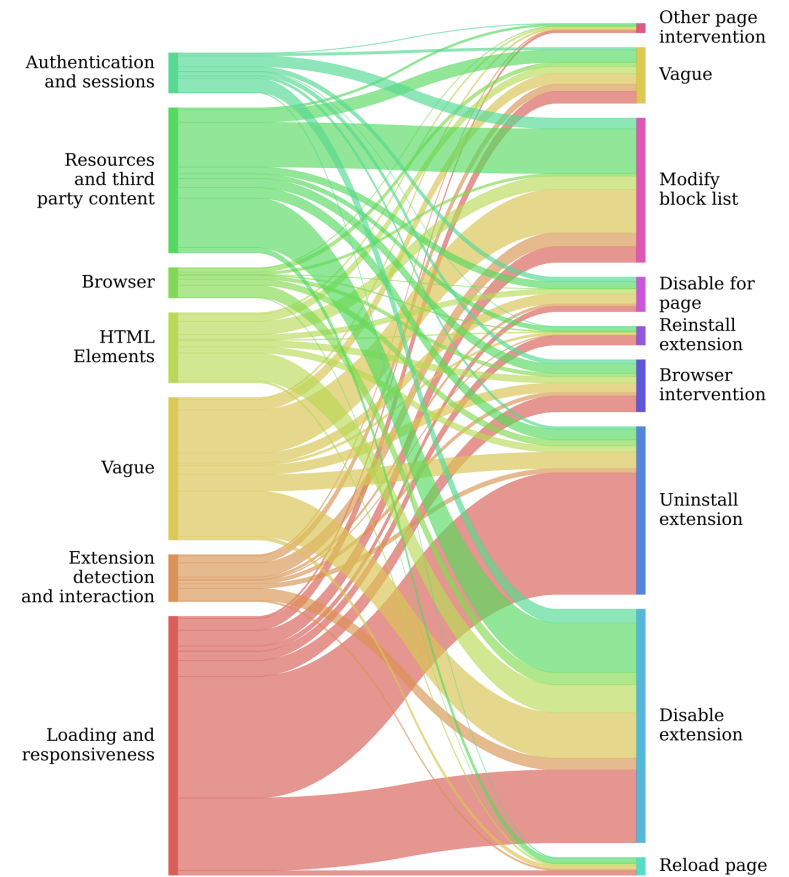 Authentication
and sessions
Resources
and third
party content
Browser
HTML
Elements
Vague
Extension
detection
and interaction
Loading and
responsiveness
Other page
intervention
Vague
Modify
block list
Disable for
page
Reinstall
extension
Browser
intervention
Uninstall
extension
Disable
extension
Reload page